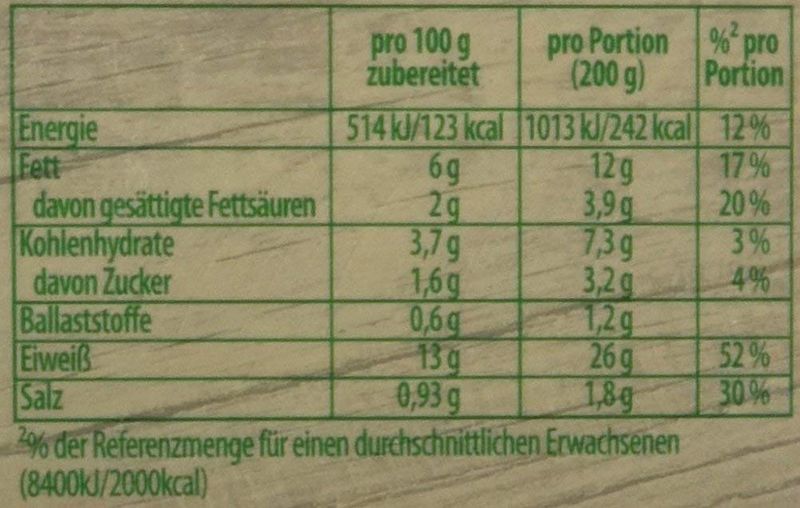 pro 100 g zubereitet pro Portion (200 g) %² pro Portion
Energie 514 kJ/123 kcal 1013 kJ/242 kcal 12%
Fett 6 g 12 g 17%
davon gesättigte Fettsäuren 2 g 3,9 g 20%
Kohlenhydrate 3,7 g 7,3 g 3%
davon Zucker 1,6 g 3,2 g 4%
Ballaststoffe 0,6 g 1,2 g
Eiweiß 13 g 26 g 52%
Salz 0,93 g 1,8 g 30%
²% der Referenzmenge für einen durchschnittlichen Erwachsenen
(8400kJ/2000kcal)